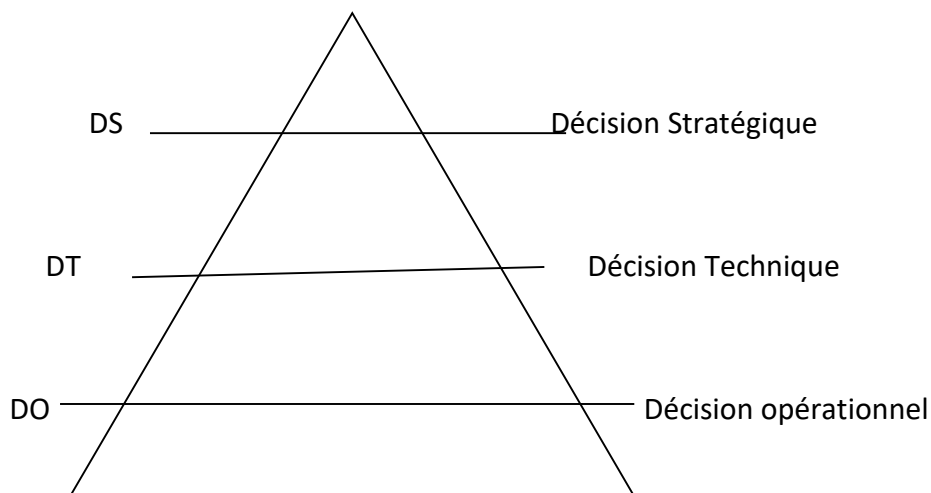 DS Décision Stratégique
DT Décision Technique
DO Décision opérationnel